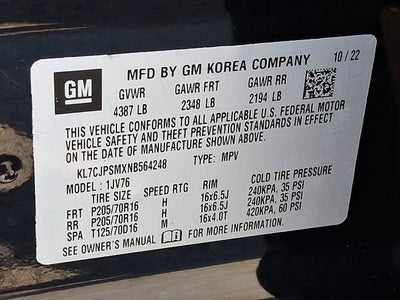 GM
MFD BY GM KOREA COMPANY 10/22
GVWR GAWR FRT GAWR RR
4387 LB 2348 LB 2194 LB
THIS VEHICLE CONFORMS TO ALL APPLICABLE U.S. FEDERAL MOTOR
VEHICLE SAFETY AND THEFT PREVENTION STANDARDS IN EFFECT
ON THE DATE OF MANUFACTURE SHOWN ABOVE.
KL7CJPSMXNB564248 TYPE: MPV
MODEL: 1JV76 COLD TIRE PRESSURE
TIRE SIZE SPEED RTG RIM 240KPA, 35 PSI
FRT P205/70R16 H 16x6.5J 240KPA, 35 PSI
RR P205/70R16 H 16x6.5J 420KPA, 60 PSI
SPA T125/70D16 M 16x4.0T
SEE OWNER'S MANUAL FOR MORE INFORMATION.